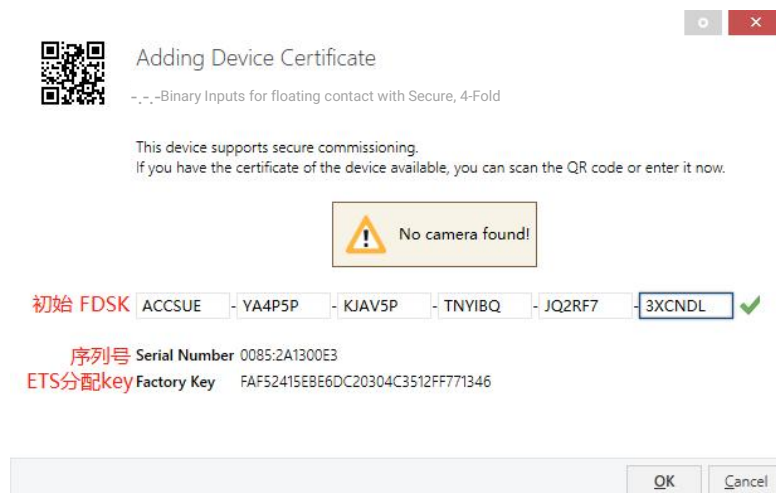 Adding Device Certificate
-.-.-Binary Inputs for floating contact with Secure, 4-Fold
This device supports secure commissioning.
If you have the certificate of the device available, you can scan the QR code or enter it now.
No camera found!
初始 FDSK ACCSUE - YA4P5P - KJAV5P - TNYIBQ - JQ2RF7 - 3XCNDL
序列号 Serial Number 0085:2A1300E3
ETS分配key Factory Key FAF52415EBE6DC20304C3512FF771346
OK Cancel